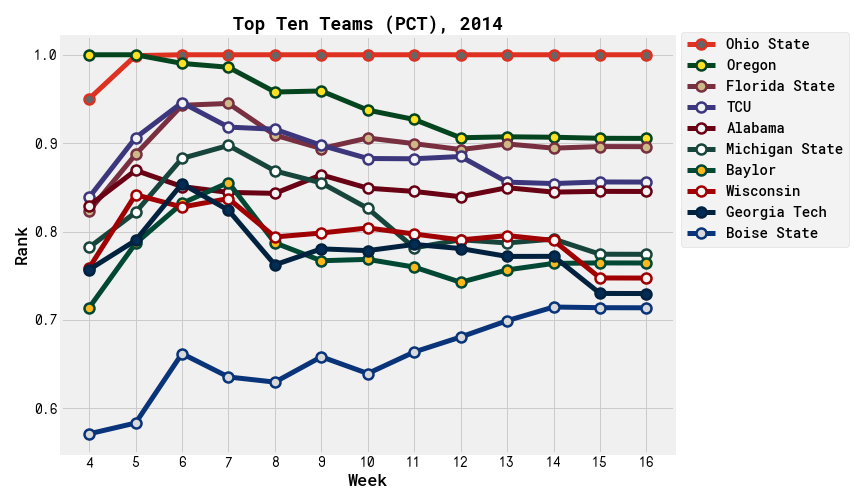 Top Ten Teams (PCT), 2014
Ohio State
Oregon
Florida State
TCU
Alabama
Michigan State
Baylor
Wisconsin
Georgia Tech
Boise State
Rank
1.0
0.9
0.8
0.7
0.6
4 5 6 7 8 9 10 11 12 13 14 15 16
Week